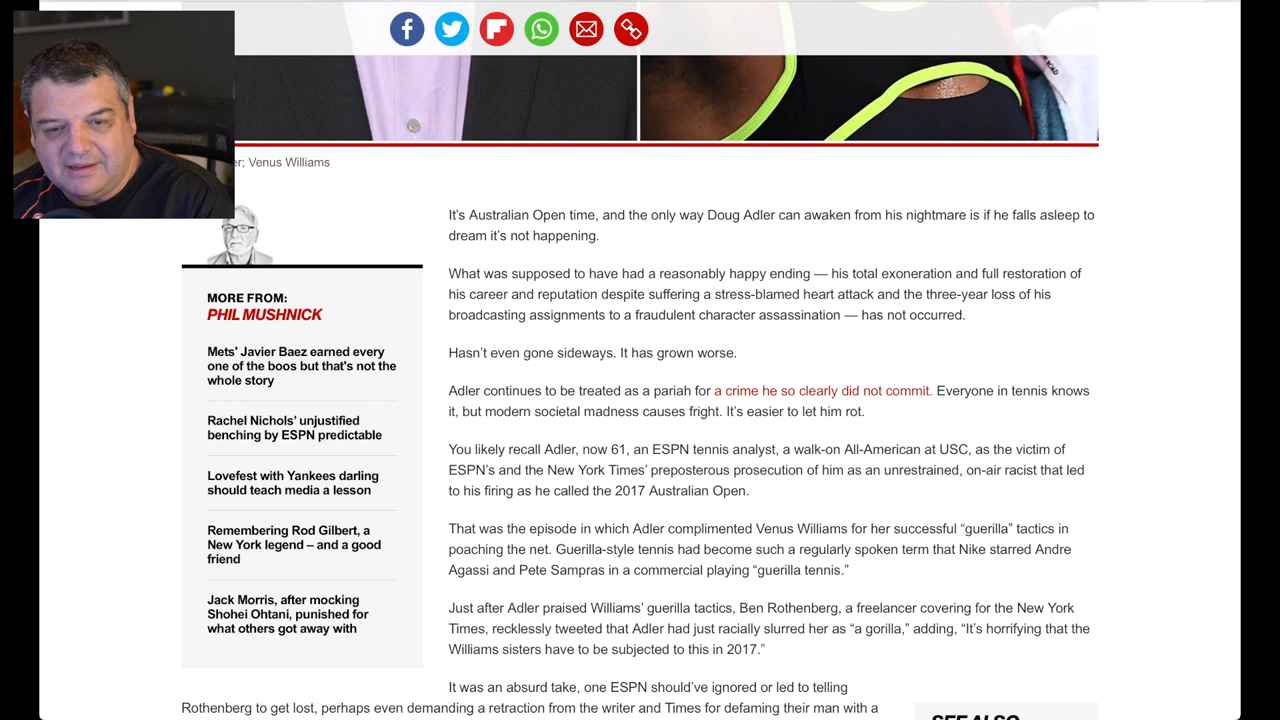 er; Venus Williams
MORE FROM:
PHIL MUSHNICK
Mets' Javier Baez earned every
one of the boos but that's not the
whole story
Rachel Nichols' unjustified
benching by ESPN predictable
Lovefest with Yankees darling
should teach media a lesson
Remembering Rod Gilbert, a
New York legend – and a good
friend
Jack Morris, after mocking
Shohei Ohtani, punished for
what others got away with
It's Australian Open time, and the only way Doug Adler can awaken from his nightmare is if he falls asleep to
dream it's not happening.
What was supposed to have had a reasonably happy ending — his total exoneration and full restoration of
his career and reputation despite suffering a stress-blamed heart attack and the three-year loss of his
broadcasting assignments to a fraudulent character assassination — has not occurred.
Hasn't even gone sideways. It has grown worse.
Adler continues to be treated as a pariah for a crime he so clearly did not commit. Everyone in tennis knows
it, but modern societal madness causes fright. It's easier to let him rot.
You likely recall Adler, now 61, an ESPN tennis analyst, a walk-on All-American at USC, as the victim of
ESPN's and the New York Times' preposterous prosecution of him as an unrestrained, on-air racist that led
to his firing as he called the 2017 Australian Open.
That was the episode in which Adler complimented Venus Williams for her successful “guerilla” tactics in
poaching the net. Guerilla-style tennis had become such a regularly spoken term that Nike starred Andre
Agassi and Pete Sampras in a commercial playing “guerilla tennis.”
Just after Adler praised Williams' guerilla tactics, Ben Rothenberg, a freelancer covering for the New York
Times, recklessly tweeted that Adler had just racially slurred her as “a gorilla,” adding, “It's horrifying that the
Williams sisters have to be subjected to this in 2017.”
It was an absurd take, one ESPN should've ignored or led to telling
Rothenberg to get lost, perhaps even demanding a retraction from the writer and Times for defaming their man with a
SEE ALSO